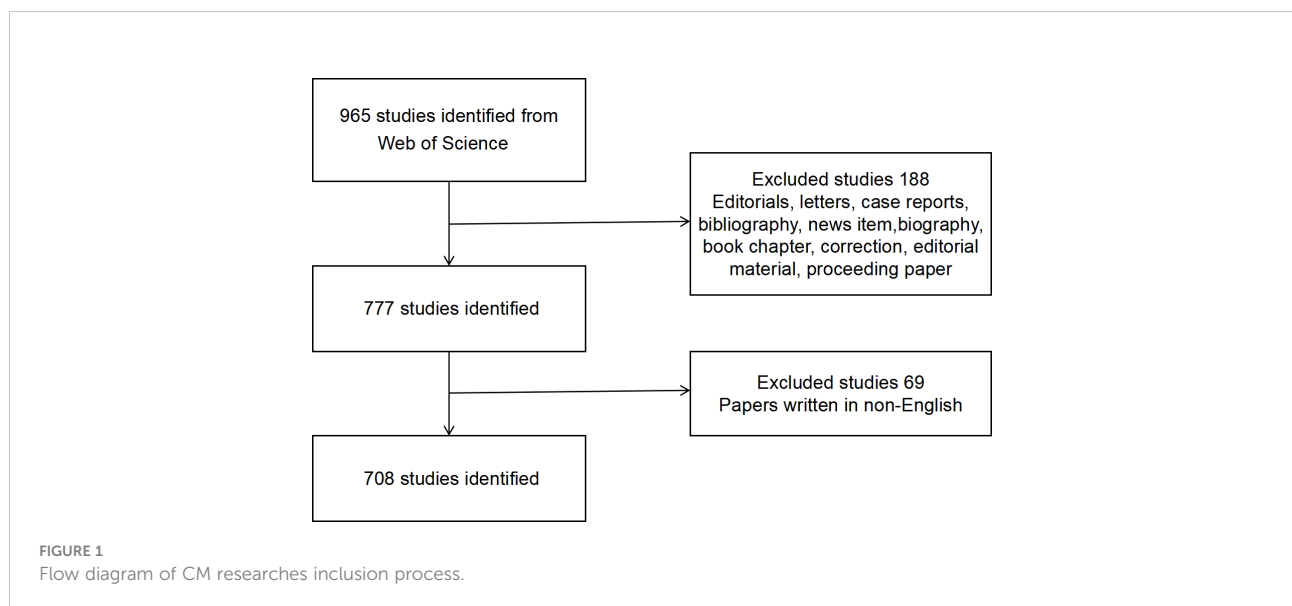 965 studies identified from
Web of Science
Excluded studies 188
Editorials, letters, case reports,
bibliography, news item,biography,
book chapter, correction, editorial
material, proceeding paper
777 studies identified
Excluded studies 69
Papers written in non-English
708 studies identified
FIGURE 1
Flow diagram of CM researches inclusion process.